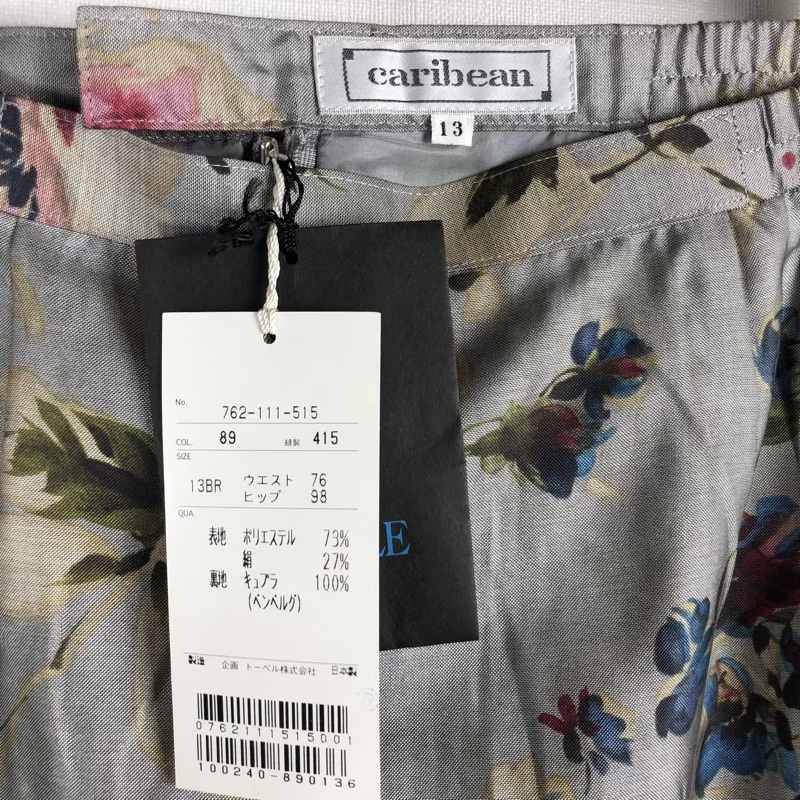 caribean
13
No. 762-111-515
COL. 89 縫製 415
SIZE
13BR ウエスト 76
ヒップ 98
QUA.
表地 ポリエステル 73%
絹 27%
裏地 キュプラ 100%
(ベンベルグ)
企画 トーベル株式会社 日本製
0762111515001
100240-890136
LE